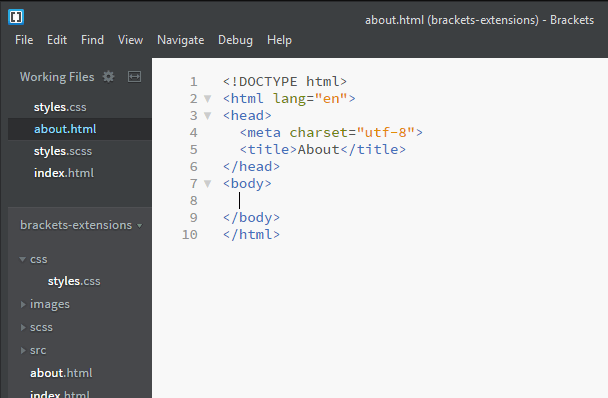 about.html (brackets-extensions) - Brackets
File Edit Find View Navigate Debug Help
Working Files
styles.css
about.html
styles.scss
index.html
brackets-extensions
css
styles.css
images
scss
src
about.html
index.html
1 <!DOCTYPE html>
2 <html lang="en">
3 <head>
4 <meta charset="utf-8">
5 <title>About</title>
6 </head>
7 <body>
8
9 </body>
10 </html>